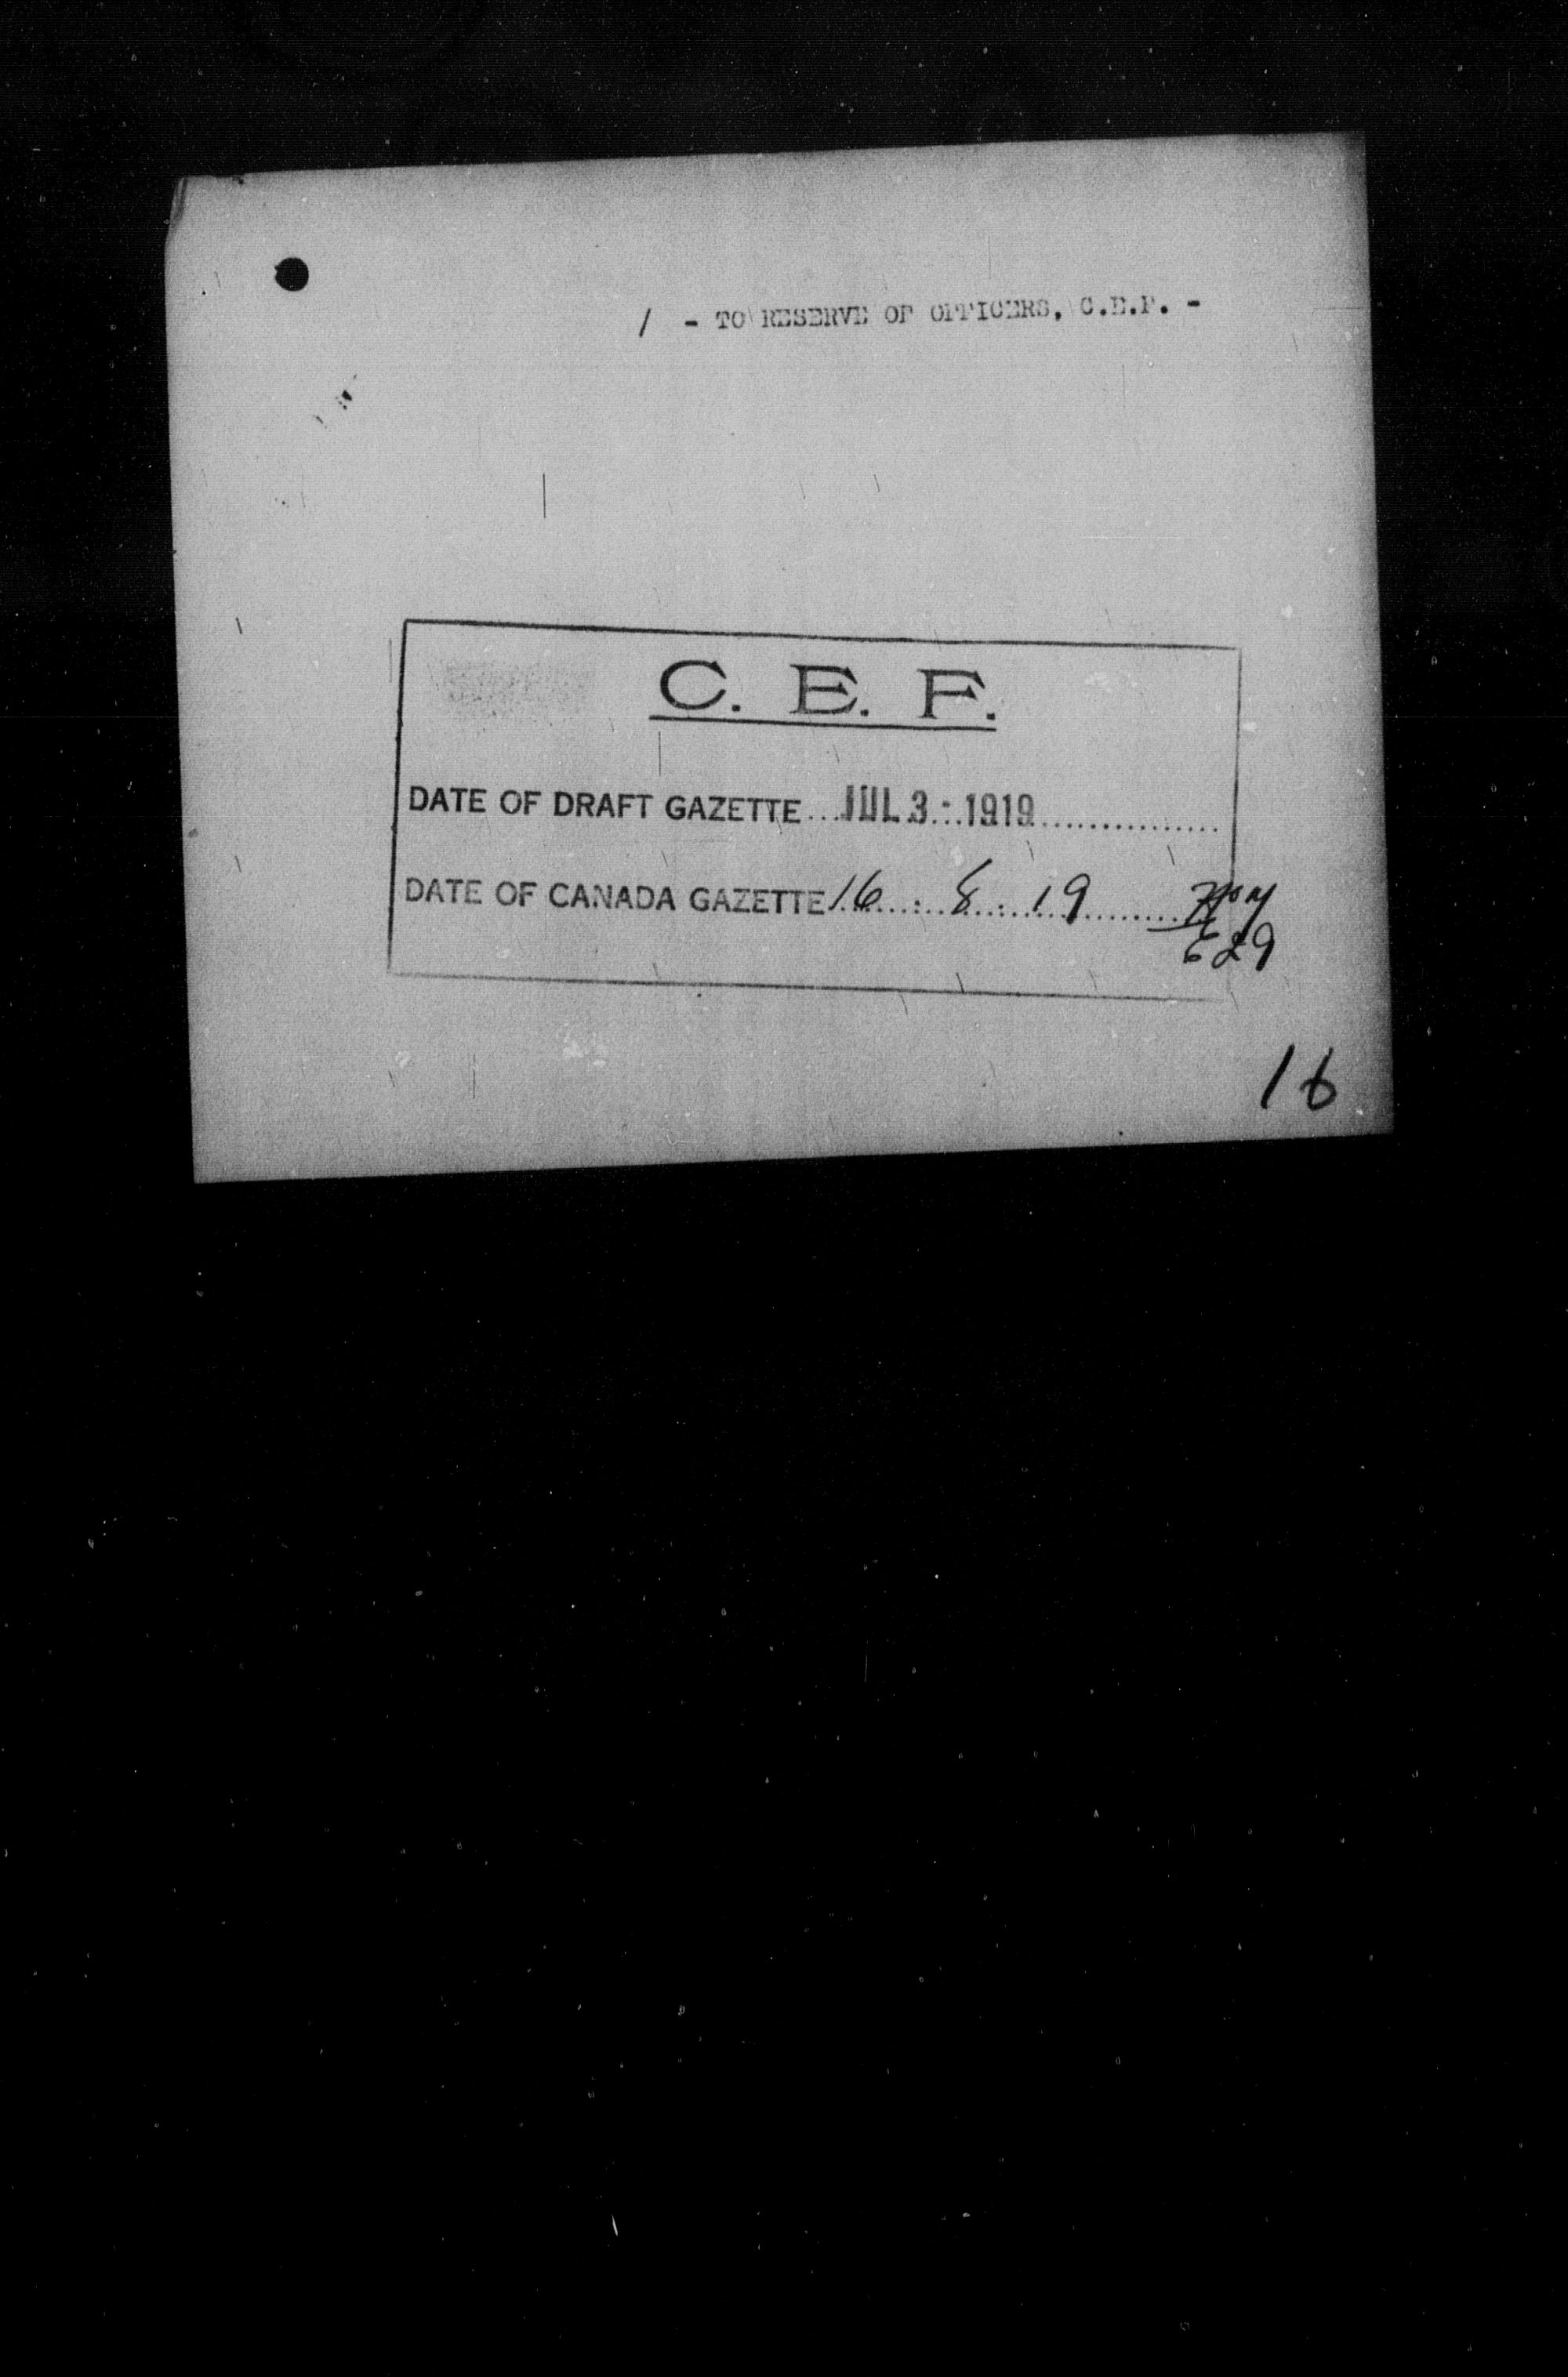 - TO RESERVE OF OFFICERS, C.E.F. -
C. E. F.
DATE OF DRAFT GAZETTE JUL 3 - 1919
DATE OF CANADA GAZETTE 16 . 8 . 19
629
16